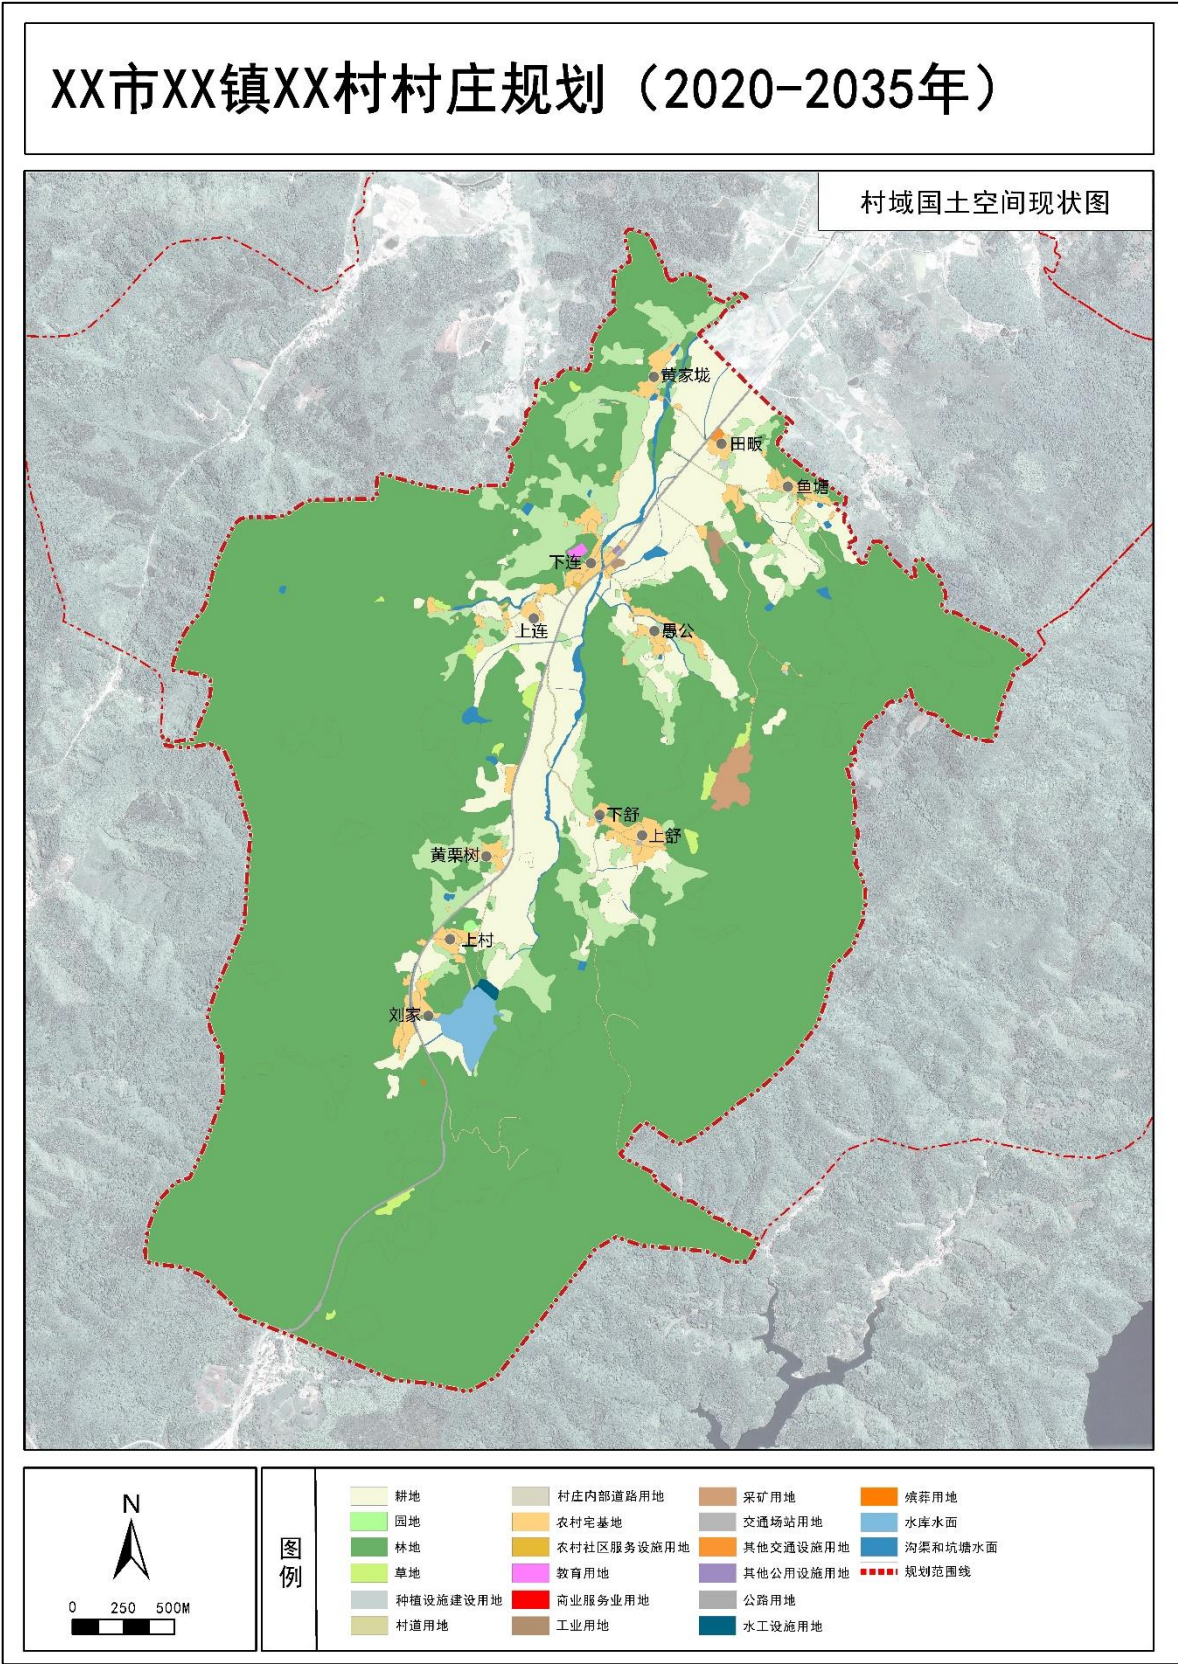 XX市XX镇XX村村庄规划（2020-2035年）
村域国土空间现状图
黄家垅
田畈
鱼塘
下连
上连
愚公
下舒
上舒
黄栗树
上村
刘家
N
0 250 500M
图例
耕地
园地
林地
草地
种植设施建设用地
村道用地
村庄内部道路用地
农村宅基地
农村社区服务设施用地
教育用地
商业服务业用地
工业用地
采矿用地
交通场站用地
其他交通设施用地
其他公用设施用地
公路用地
水工设施用地
殡葬用地
水库水面
沟渠和坑塘水面
规划范围线